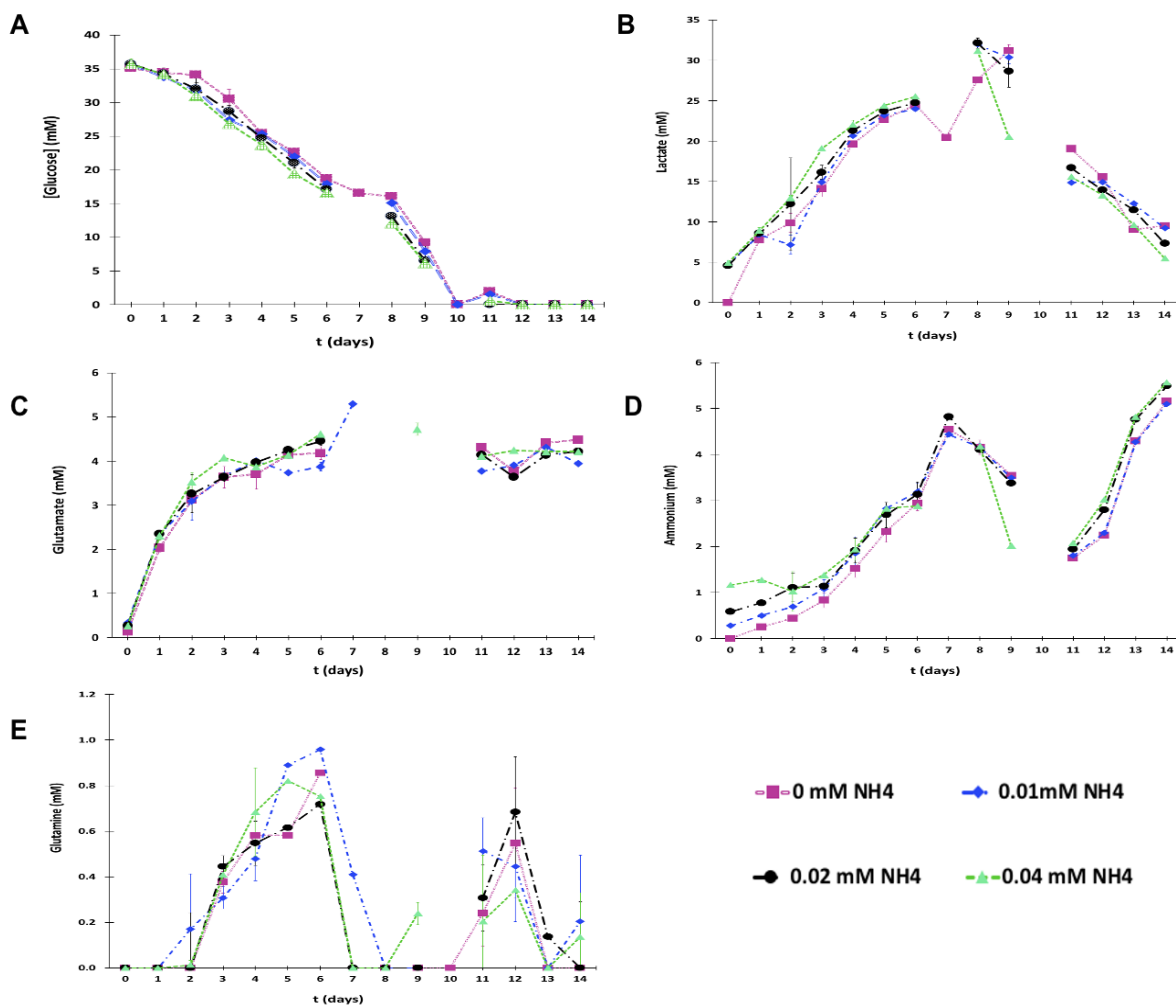 A
40
35
30
25
20
15
10
5
0
[Glucose] (mM)
0 1 2 3 4 5 6 7 8 9 10 11 12 13 14
t (days)
B
35
30
25
20
15
10
5
0
Lactate (mM)
0 1 2 3 4 5 6 7 8 9 10 11 12 13 14
t (days)
C
6
5
4
3
2
1
0
Glutamate (mM)
0 1 2 3 4 5 6 7 8 9 10 11 12 13 14
t (days)
D
6
5
4
3
2
1
0
Ammonium (mM)
0 1 2 3 4 5 6 7 8 9 10 11 12 13 14
t (days)
E
1.2
1.0
0.8
0.6
0.4
0.2
0.0
Glutamine (mM)
0 1 2 3 4 5 6 7 8 9 10 11 12 13 14
t (days)
0 mM NH4
0.01mM NH4
0.02 mM NH4
0.04 mM NH4